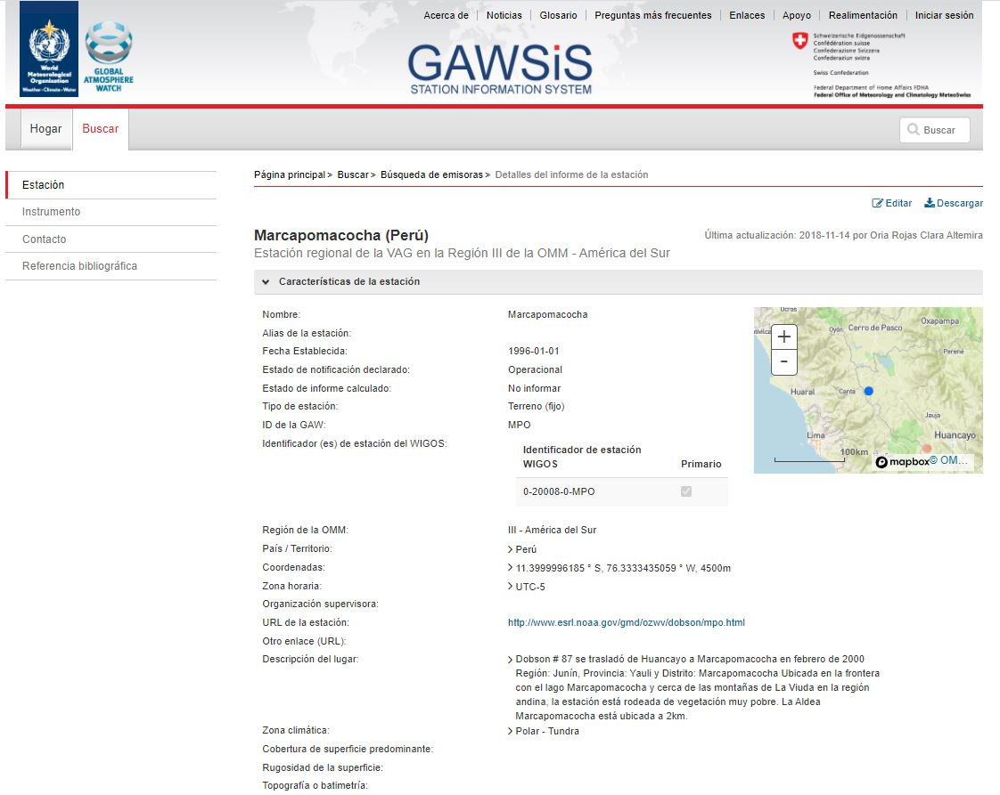 Acerca de
Noticias
Glosario
Preguntas más frecuentes
Enlaces
Apoyo
Realimentación
Iniciar sesión
World
Meteorological
Organization
Weather · Climate · Water
GLOBAL
ATMOSPHERE
WATCH
GAWSiS
STATION INFORMATION SYSTEM
Schweizerische Eidgenossenschaft
Confédération suisse
Confederazione Svizzera
Confederaziun svizra
Swiss Confederation
Federal Department of Home Affairs FDHA
Federal Office of Meteorology and Climatology MeteoSwiss
Hogar
Buscar
Buscar
Estación
Instrumento
Contacto
Referencia bibliográfica
Página principal > Buscar > Búsqueda de emisoras > Detalles del informe de la estación
Editar
Descargar
Marcapomacocha (Perú)
Última actualización: 2018-11-14 por Oria Rojas Clara Altemira
Estación regional de la VAG en la Región III de la OMM - América del Sur
Características de la estación
Nombre: Marcapomacocha
Alias de la estación:
Fecha Establecida: 1996-01-01
Estado de notificación declarado: Operacional
Estado de informe calculado: No informar
Tipo de estación: Terreno (fijo)
ID de la GAW: MPO
Identificador (es) de estación del WIGOS:
Identificador de estación
WIGOS Primario
0-20008-0-MPO
Ucros
Oxapampa
Oyón
Cerro de Pasco
Perené
+
-
Huaral
Canta
Jauja
Lima
Huancayo
100km
mapbox © OM...
Región de la OMM: III - América del Sur
País / Territorio: Perú
Coordenadas: 11.3999996185 ° S, 76.3333435059 ° W, 4500m
Zona horaria: UTC-5
Organización supervisora:
URL de la estación: http://www.esrl.noaa.gov/gmd/ozwv/dobson/mpo.html
Otro enlace (URL):
Descripción del lugar: Dobson # 87 se trasladó de Huancayo a Marcapomacocha en febrero de 2000
Región: Junín, Provincia: Yauli y Distrito: Marcapomacocha Ubicada en la frontera
con el lago Marcapomacocha y cerca de las montañas de La Viuda en la región
andina, la estación está rodeada de vegetación muy pobre. La Aldea
Marcapomacocha está ubicada a 2km.
Zona climática: Polar - Tundra
Cobertura de superficie predominante:
Rugosidad de la superficie:
Topografía o batimetría: